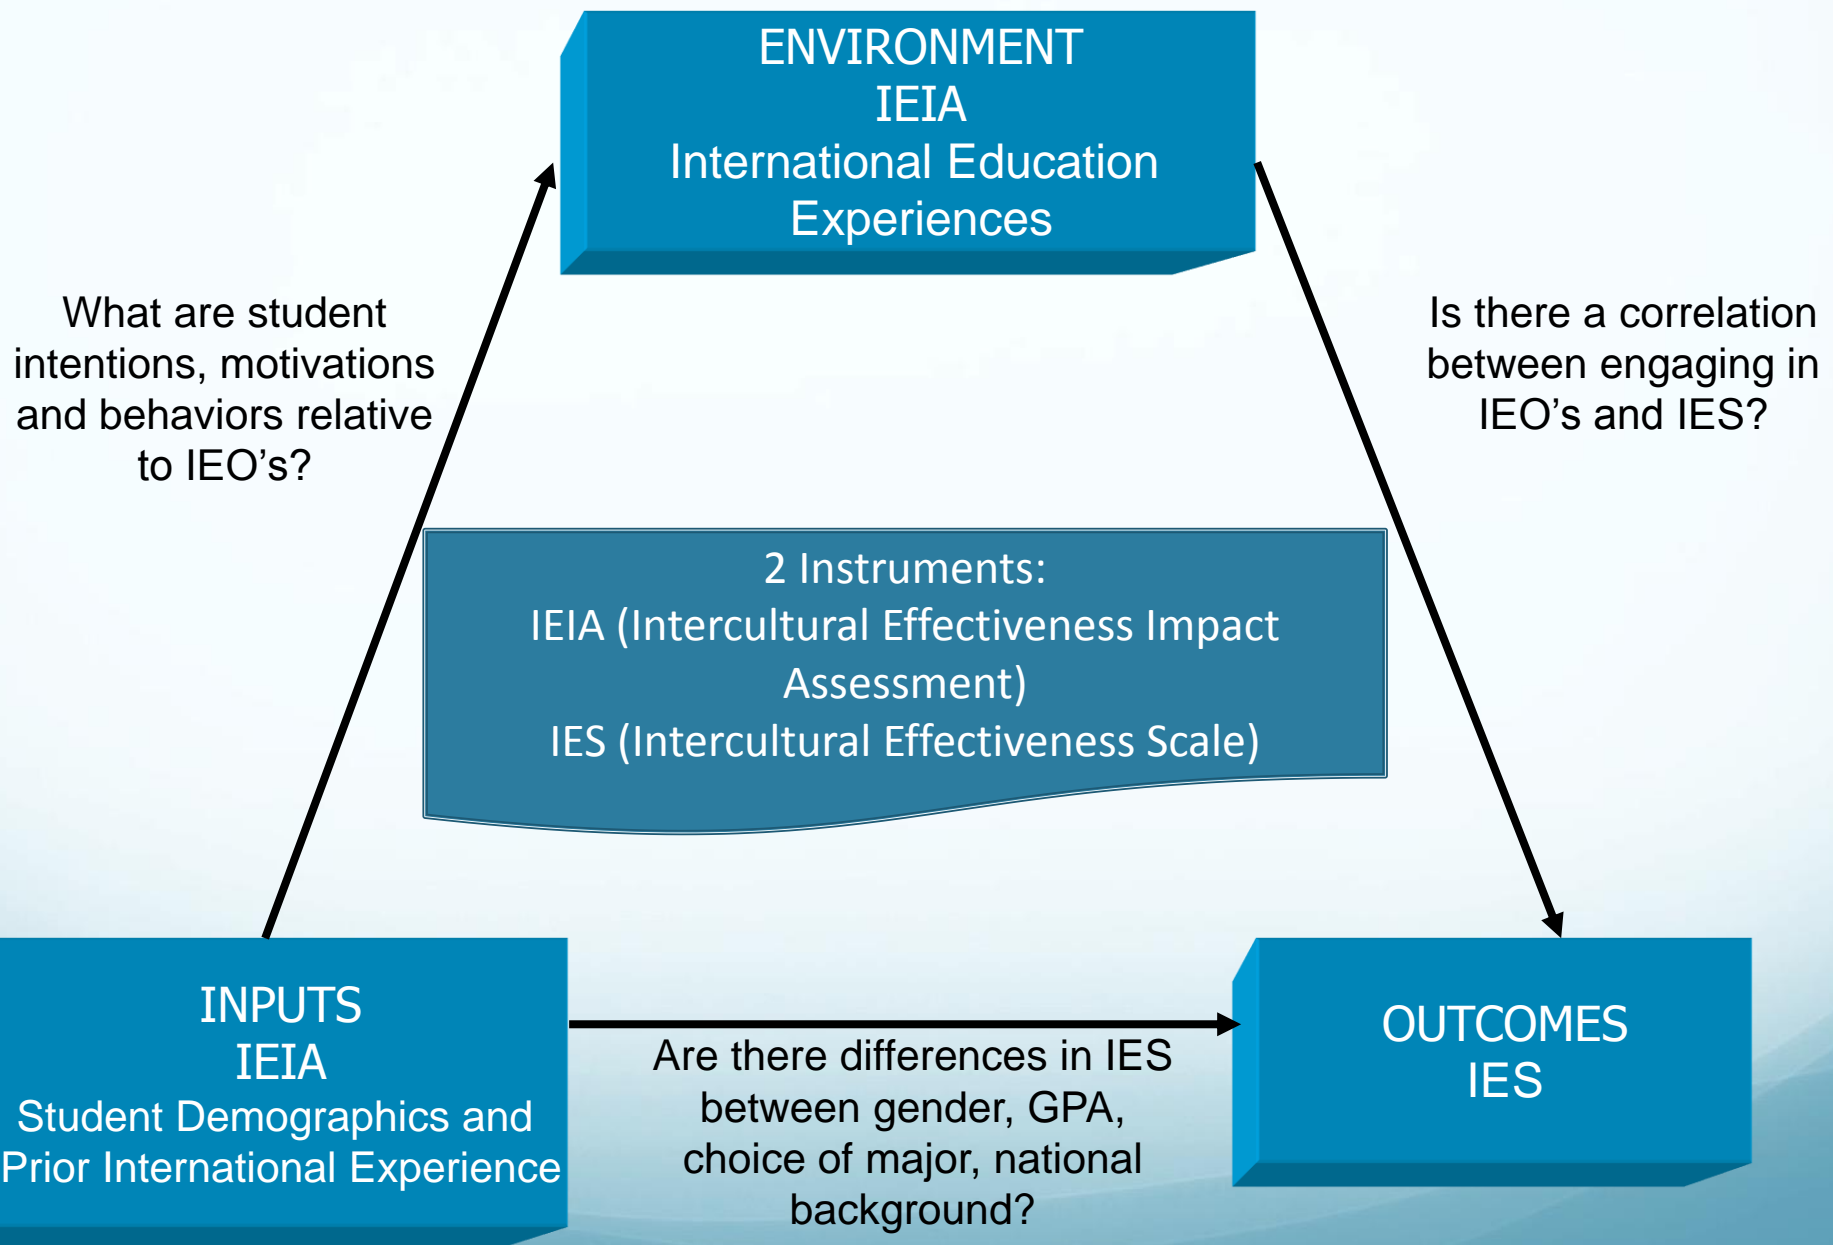 ENVIRONMENT
IEIA
International Education
Experiences
What are student
intentions, motivations
and behaviors relative
to IEO’s?
Is there a correlation
between engaging in
IEO’s and IES?
2 Instruments:
IEIA (Intercultural Effectiveness Impact
Assessment)
IES (Intercultural Effectiveness Scale)
INPUTS
IEIA
Student Demographics and
Prior International Experience
Are there differences in IES
between gender, GPA,
choice of major, national
background?
OUTCOMES
IES